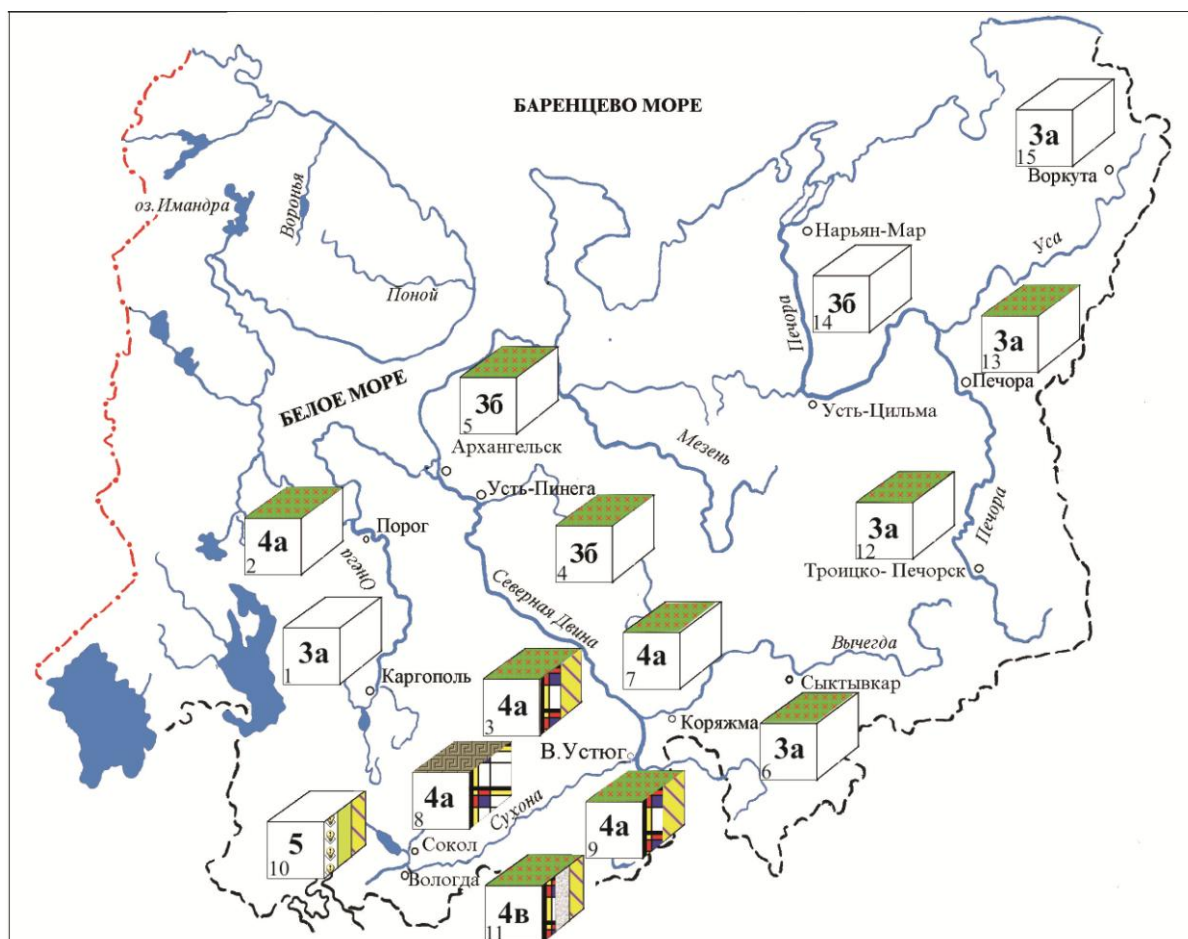 БАРЕНЦЕВО МОРЕ
3а
15
Воркута
оз.Имандра
Воронья
Нарьян-Мар
Уса
Поной
Печора
3б
14
3а
13
Печора
БЕЛОЕ МОРЕ
3б
5
Усть-Цильма
Архангельск
Мезень
Усть-Пинега
4а
2
Порог
Онега
3б
4
3а
12
Печора
Троицко- Печорск
Северная Двина
3а
1
4а
7
Вычегда
Сыктывкар
Каргополь
4а
3
Коряжма
В.Устюг
3а
6
4а
8
Сухона
4а
9
5
10
Сокол
Вологда
4в
11